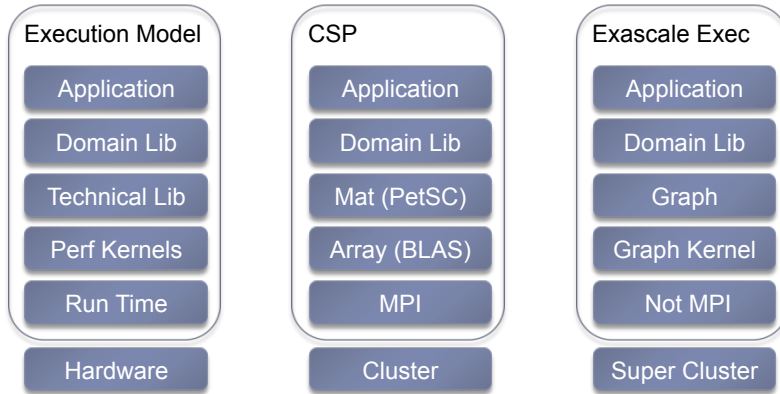 Execution Model
Application
Domain Lib
Technical Lib
Perf Kernels
Run Time
Hardware
CSP
Application
Domain Lib
Mat (PetSC)
Array (BLAS)
MPI
Cluster
Exascale Exec
Application
Domain Lib
Graph
Graph Kernel
Not MPI
Super Cluster